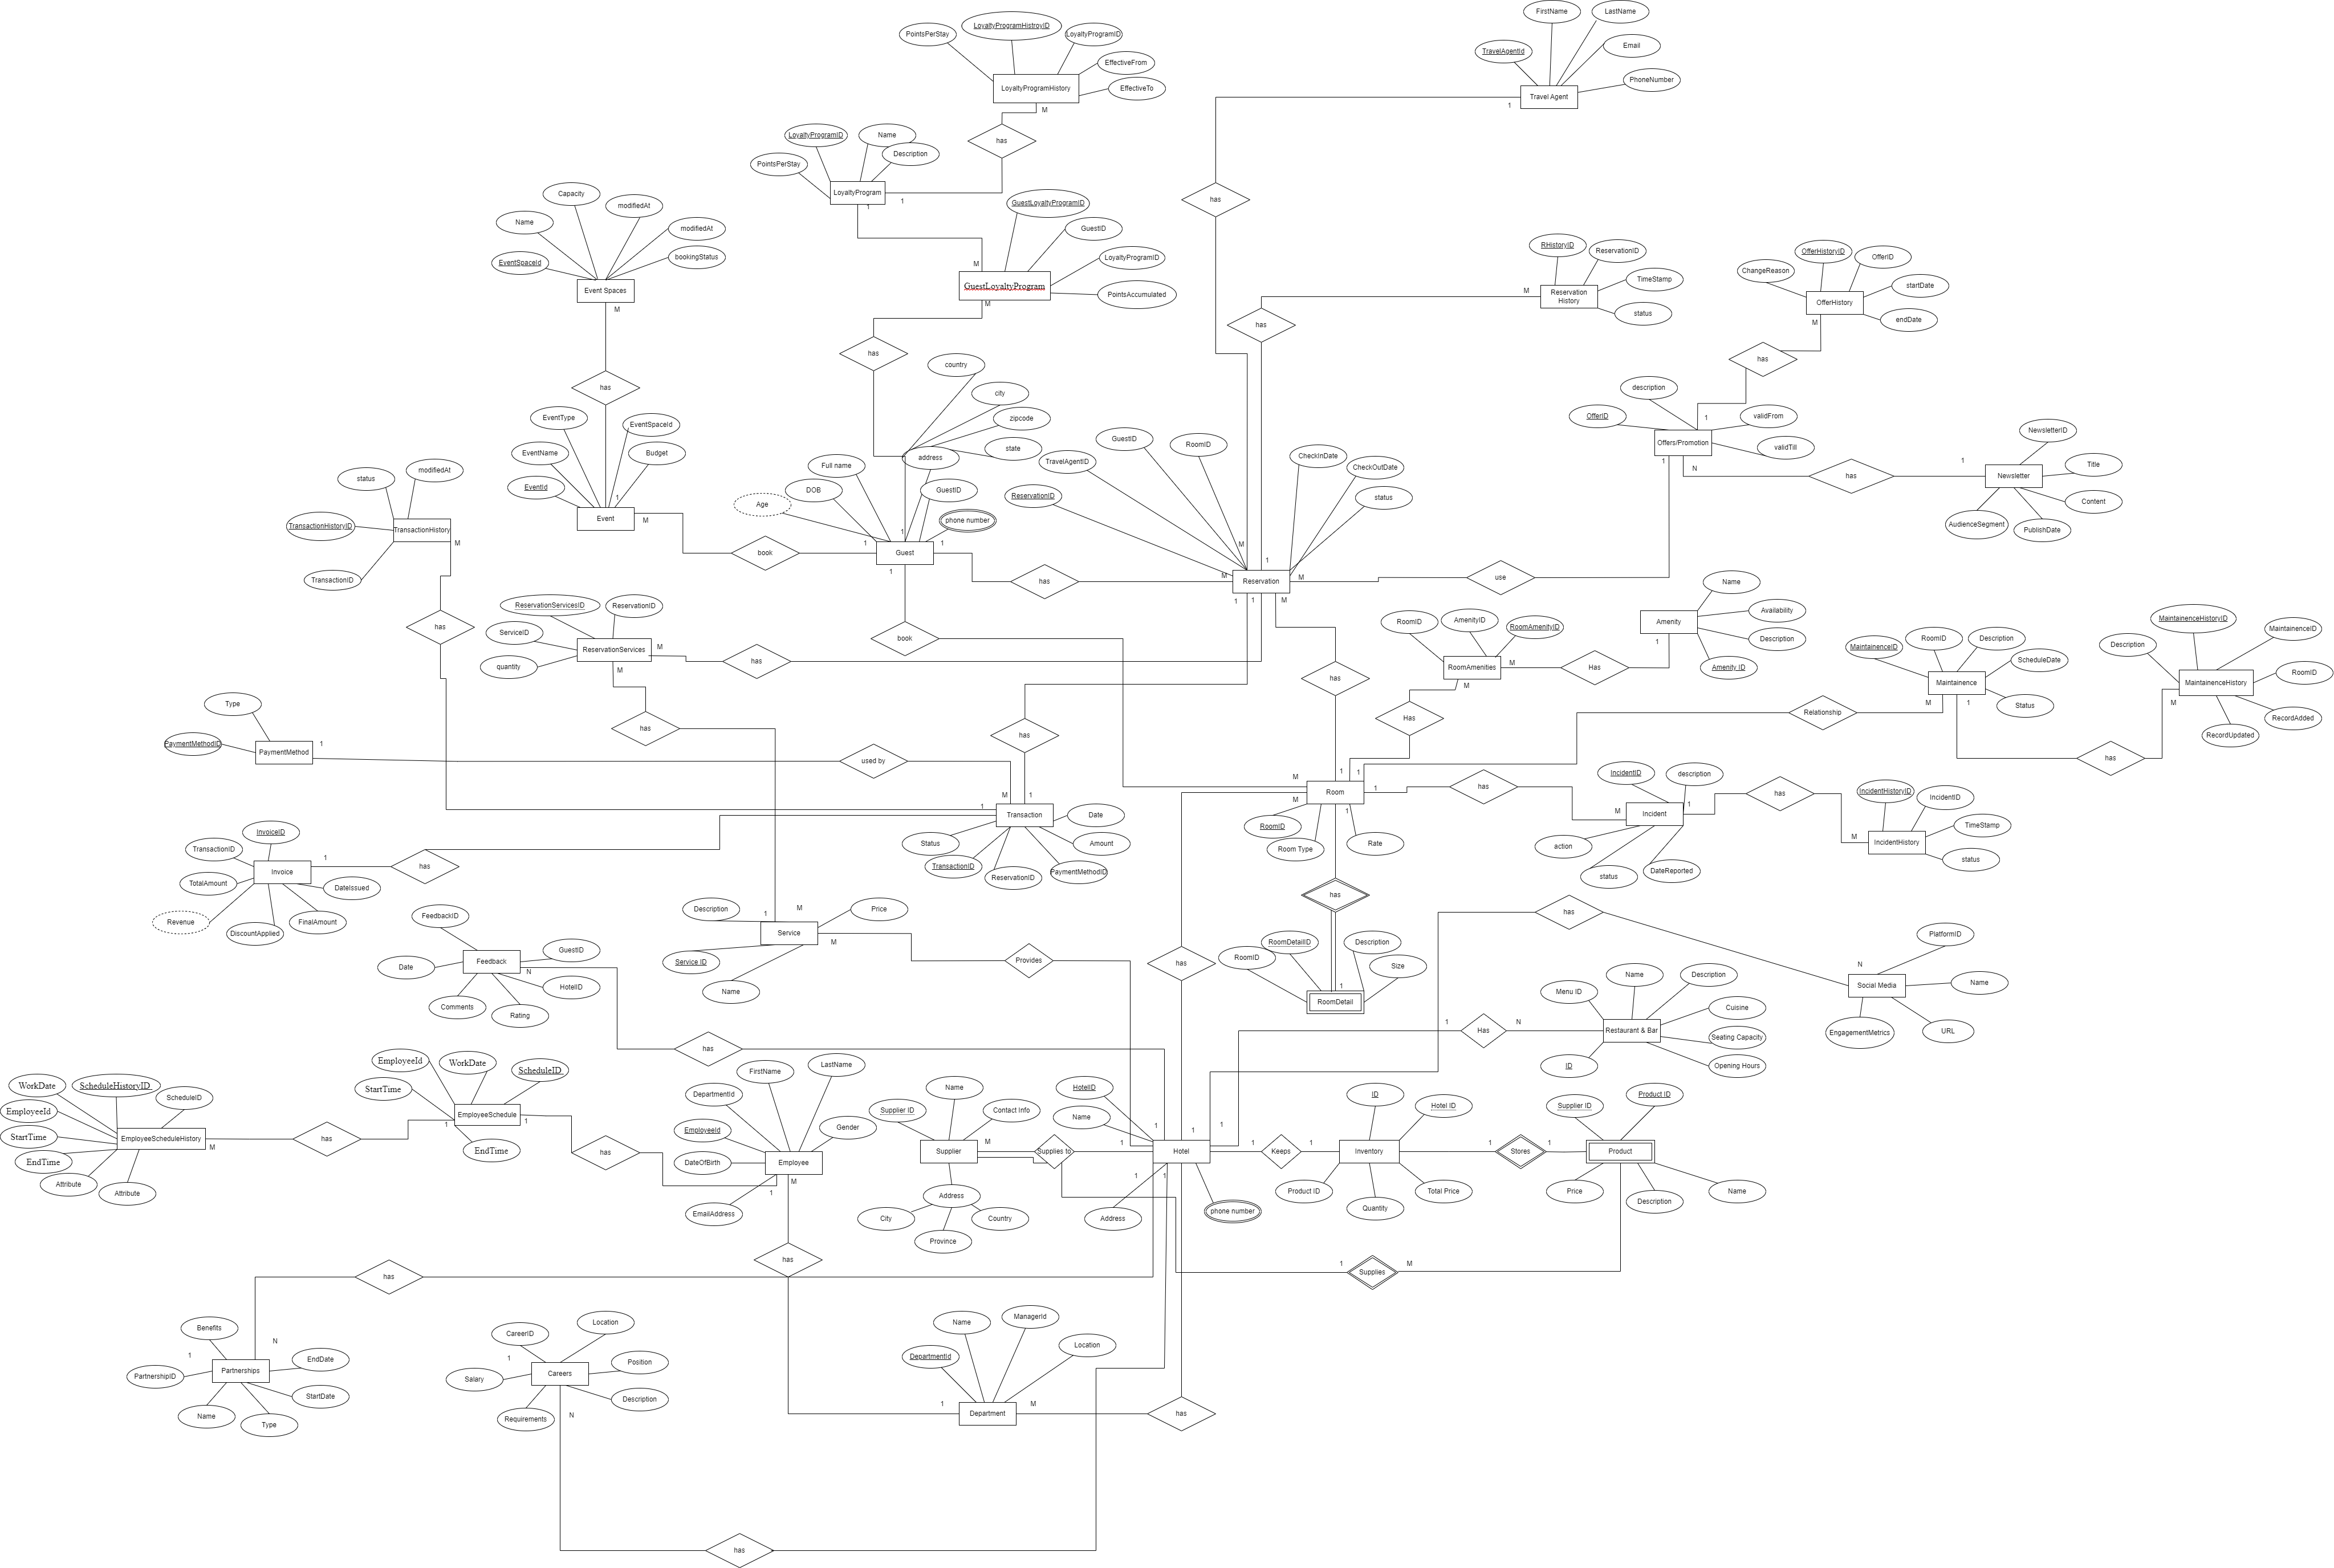 LoyaltyProgramHistroyID
PointsPerStay
LoyaltyProgramID
EffectiveFrom
EffectiveTo
LoyaltyProgramHistory
M
has
LoyaltyProgramID
Name
Description
PointsPerStay
LoyaltyProgram
1
1
FirstName
LastName
TravelAgentId
Email
PhoneNumber
Travel Agent
1
has
Capacity
modifiedAt
Name
modifiedAt
EventSpaceId
bookingStatus
Event Spaces
M
has
GuestLoyaltyProgramID
GuestID
LoyaltyProgramID
PointsAccumulated
M
GuestLoyaltyProgram
M
has
RHistoryID
ReservationID
TimeStamp
status
M
Reservation
History
has
OfferHistoryID
OfferID
ChangeReason
startDate
endDate
OfferHistory
M
has
description
OfferID
validFrom
validTill
1
Offers/Promotion
1
N
has
1
NewsletterID
Title
Content
PublishDate
AudienceSegment
Newsletter
EventType
EventSpaceId
EventName
Budget
EventId
1
Event
M
book
1
country
city
zipcode
state
address
Full name
DOB
Age
GuestID
phone number
1
Guest
1
1
has
M
GuestID
RoomID
TravelAgentID
ReservationID
CheckInDate
CheckOutDate
status
M
1
Reservation
M
1
1
M
use
status
modifiedAt
TransactionHistoryID
TransactionID
TransactionHistory
M
has
ReservationServicesID
ReservationID
ServiceID
quantity
ReservationServices
M
M
has
has
book
has
has
RoomID
AmenityID
RoomAmenityID
RoomAmenities
M
M
Has
Has
Name
Availability
Description
Amenity ID
Amenity
1
MaintainenceID
RoomID
Description
ScheduleDate
Status
Maintainence
M
1
Relationship
MaintainenceHistoryID
MaintainenceID
Description
RoomID
RecordAdded
RecordUpdated
MaintainenceHistory
M
has
Type
PaymentMethodID
PaymentMethod
1
used by
M
1
1
Transaction
Date
Amount
PaymentMethodID
ReservationID
TransactionID
Status
M
M
1
1
1
1
Room
RoomID
Room Type
Rate
has
M
IncidentID
description
Incident
1
action
status
DateReported
has
M
IncidentHistoryID
IncidentID
TimeStamp
status
IncidentHistory
InvoiceID
TransactionID
TotalAmount
Revenue
DiscountApplied
FinalAmount
DateIssued
Invoice
1
has
Description
Price
Service ID
Name
Service
1
M
M
Provides
has
has
RoomDetailID
RoomID
Description
Size
1
RoomDetail
has
PlatformID
Name
URL
EngagementMetrics
N
Social Media
FeedbackID
GuestID
HotelID
Rating
Comments
Date
Feedback
N
has
Menu ID
Name
Description
Cuisine
Seating Capacity
Opening Hours
ID
Restaurant & Bar
1
Has
N
WorkDate
ScheduleHistoryID
ScheduleID
EmployeeId
StartTime
EndTime
Attribute
Attribute
EmployeeScheduleHistory
M
has
EmployeeId
WorkDate
ScheduleID
StartTime
EndTime
EmployeeSchedule
1
1
has
FirstName
LastName
DepartmentId
EmployeeId
Gender
DateOfBirth
EmailAddress
Employee
1
M
has
Name
Supplier ID
Contact Info
Supplier
M
Address
City
Province
Country
Supplies to
1
HotelID
Name
Address
phone number
Hotel
1
1
1
1
1
1
Keeps
1
ID
Hotel ID
Product ID
Quantity
Total Price
Inventory
1
Stores
1
Supplier ID
Product ID
Product
Price
Description
Name
1
Supplies
M
has
Benefits
PartnershipID
Name
Type
StartDate
EndDate
Partnerships
1
N
CareerID
Location
Position
Description
Salary
Requirements
Careers
1
N
has
Name
ManagerId
Location
DepartmentId
Department
1
M
has